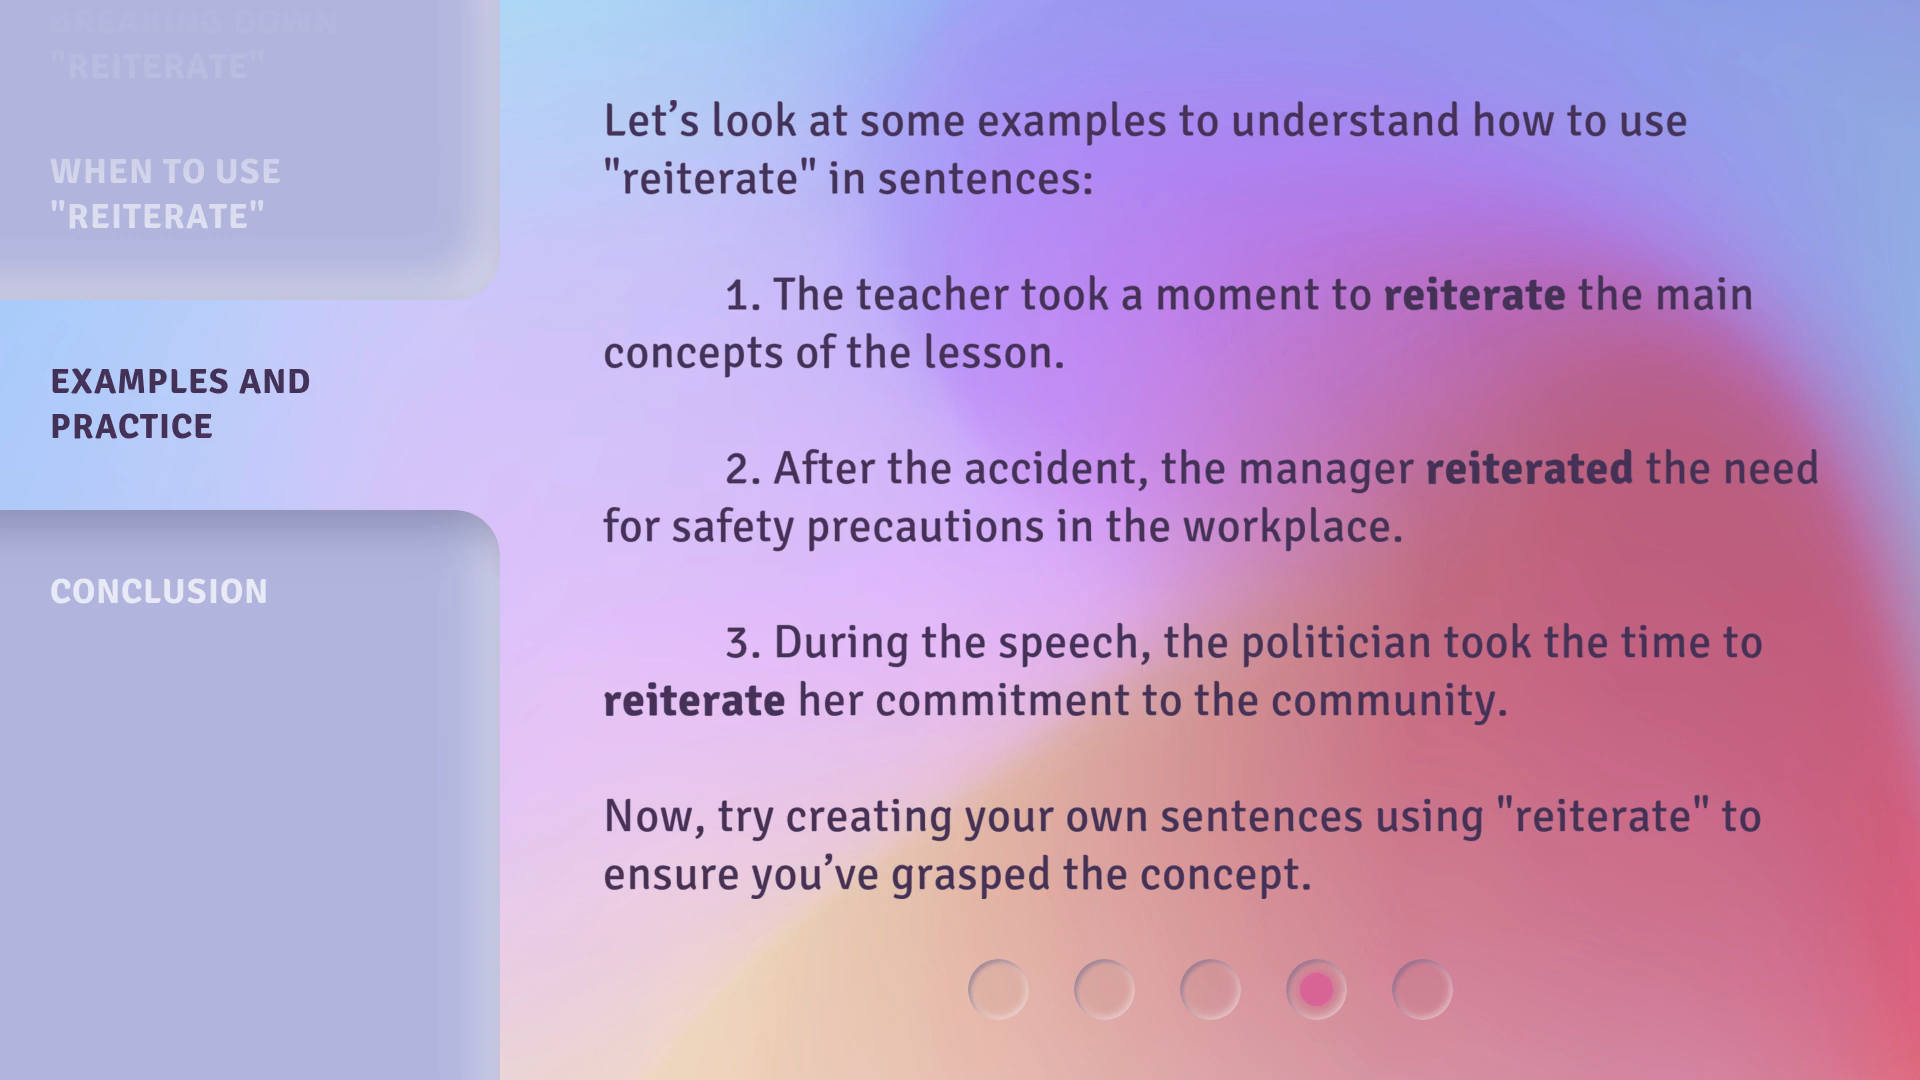 BREAKING DOWN
"REITERATE"
WHEN TO USE
"REITERATE"
EXAMPLES AND
PRACTICE
CONCLUSION
Let’s look at some examples to understand how to use
"reiterate" in sentences:
1. The teacher took a moment to reiterate the main
concepts of the lesson.
2. After the accident, the manager reiterated the need
for safety precautions in the workplace.
3. During the speech, the politician took the time to
reiterate her commitment to the community.
Now, try creating your own sentences using "reiterate" to
ensure you’ve grasped the concept.